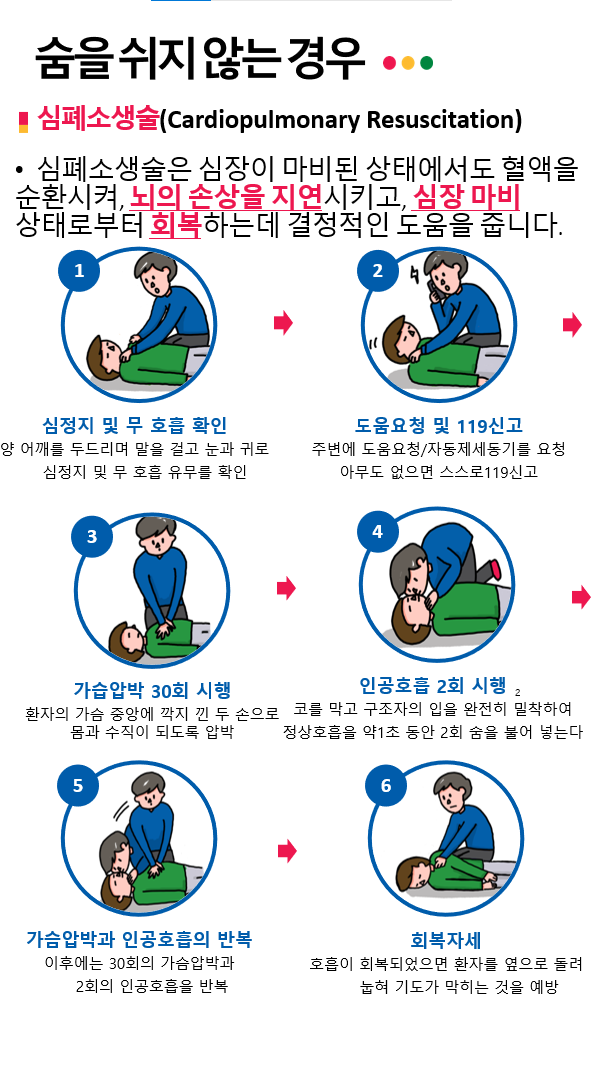 숨을 쉬지 않는 경우
심폐소생술(Cardiopulmonary Resuscitation)
• 심폐소생술은 심장이 마비된 상태에서도 혈액을
순환시켜, 뇌의 손상을 지연시키고, 심장 마비
상태로부터 회복하는데 결정적인 도움을 줍니다.
1
2
심정지 및 무 호흡 확인
양 어깨를 두드리며 말을 걸고 눈과 귀로
심정지 및 무 호흡 유무를 확인
도움요청 및 119신고
주변에 도움요청/자동제세동기를 요청
아무도 없으면 스스로119신고
3
4
가습압박 30회 시행
환자의 가슴 중앙에 깍지 낀 두 손으로
몸과 수직이 되도록 압박
인공호흡 2회 시행 2
코를 막고 구조자의 입을 완전히 밀착하여
정상호흡을 약1초 동안 2회 숨을 불어 넣는다
5
6
가슴압박과 인공호흡의 반복
이후에는 30회의 가슴압박과
2회의 인공호흡을 반복
회복자세
호흡이 회복되었으면 환자를 옆으로 돌려
눕혀 기도가 막히는 것을 예방